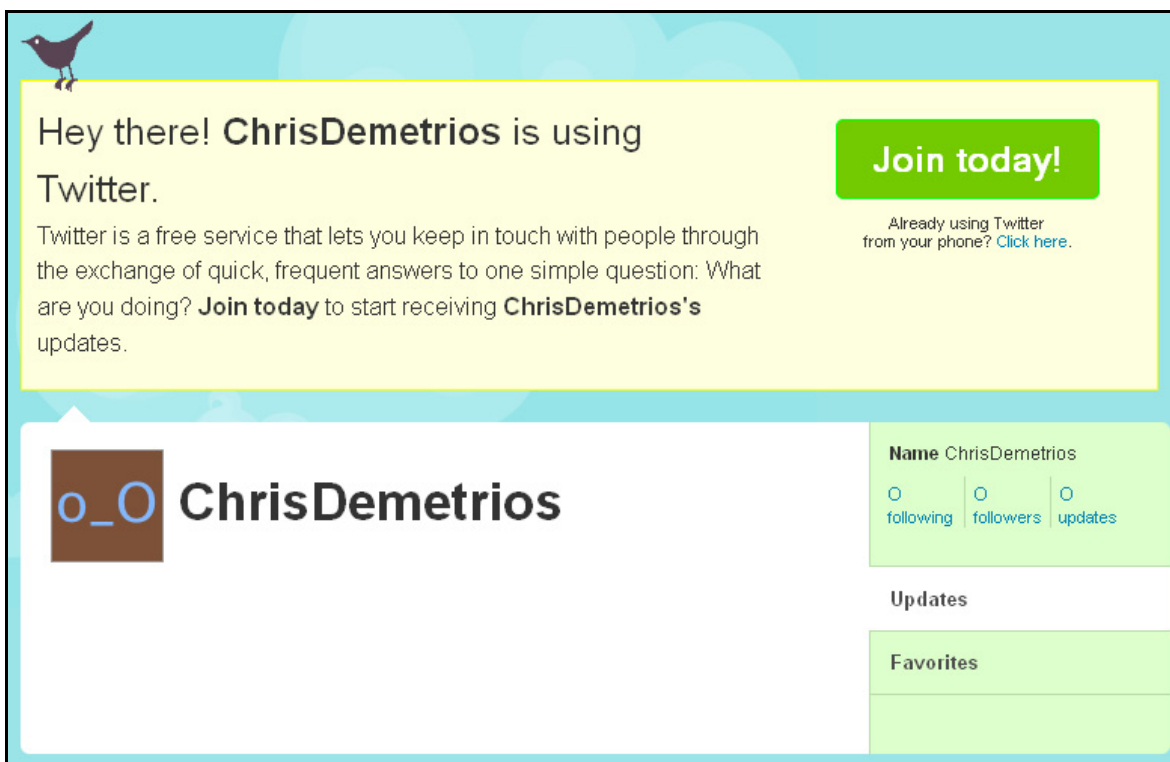 Hey there! ChrisDemetrios is using
Twitter.
Twitter is a free service that lets you keep in touch with people through
the exchange of quick, frequent answers to one simple question: What
are you doing? Join today to start receiving ChrisDemetrios's
updates.
Join today!
Already using Twitter
from your phone? Click here.
o_O
ChrisDemetrios
Name ChrisDemetrios
0 0 0
following followers updates
Updates
Favorites